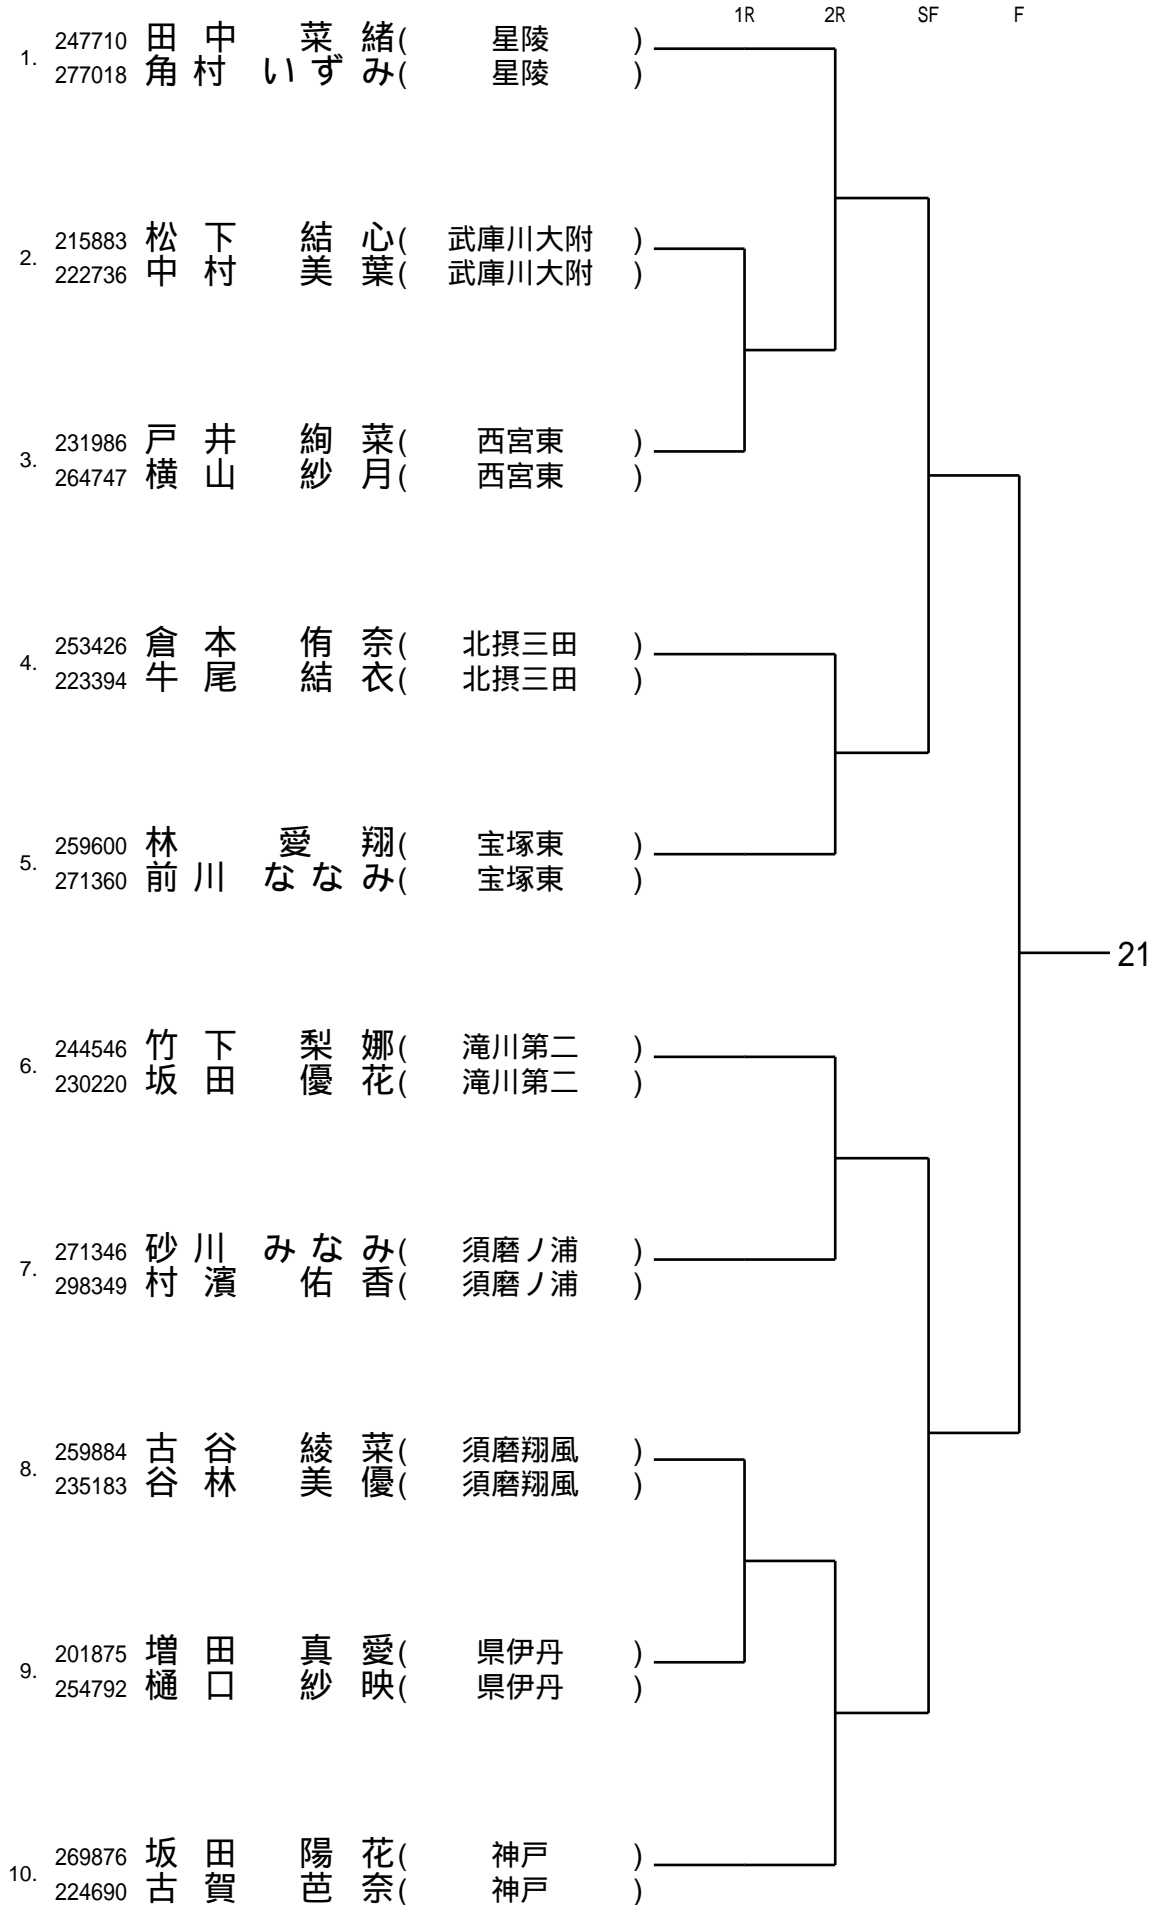 1R 2R SF F
1. 247710 田中 菜緒( 星陵 )
277018 角村 いずみ( 星陵 )
2. 215883 松下 結心( 武庫川大附 )
222736 中村 美葉( 武庫川大附 )
3. 231986 戸井 絢菜( 西宮東 )
264747 横山 紗月( 西宮東 )
4. 253426 倉本 侑奈( 北摂三田 )
223394 牛尾 結衣( 北摂三田 )
5. 259600 林 愛翔( 宝塚東 )
271360 前川 ななみ( 宝塚東 )
21
6. 244546 竹下 梨娜( 滝川第二 )
230220 坂田 優花( 滝川第二 )
7. 271346 砂川 みなみ( 須磨ノ浦 )
298349 村濱 佑香( 須磨ノ浦 )
8. 259884 古谷 綾菜( 須磨翔風 )
235183 谷林 美優( 須磨翔風 )
9. 201875 増田 真愛( 県伊丹 )
254792 樋口 紗映( 県伊丹 )
10. 269876 坂田 陽花( 神戸 )
224690 古賀 芭奈( 神戸 )